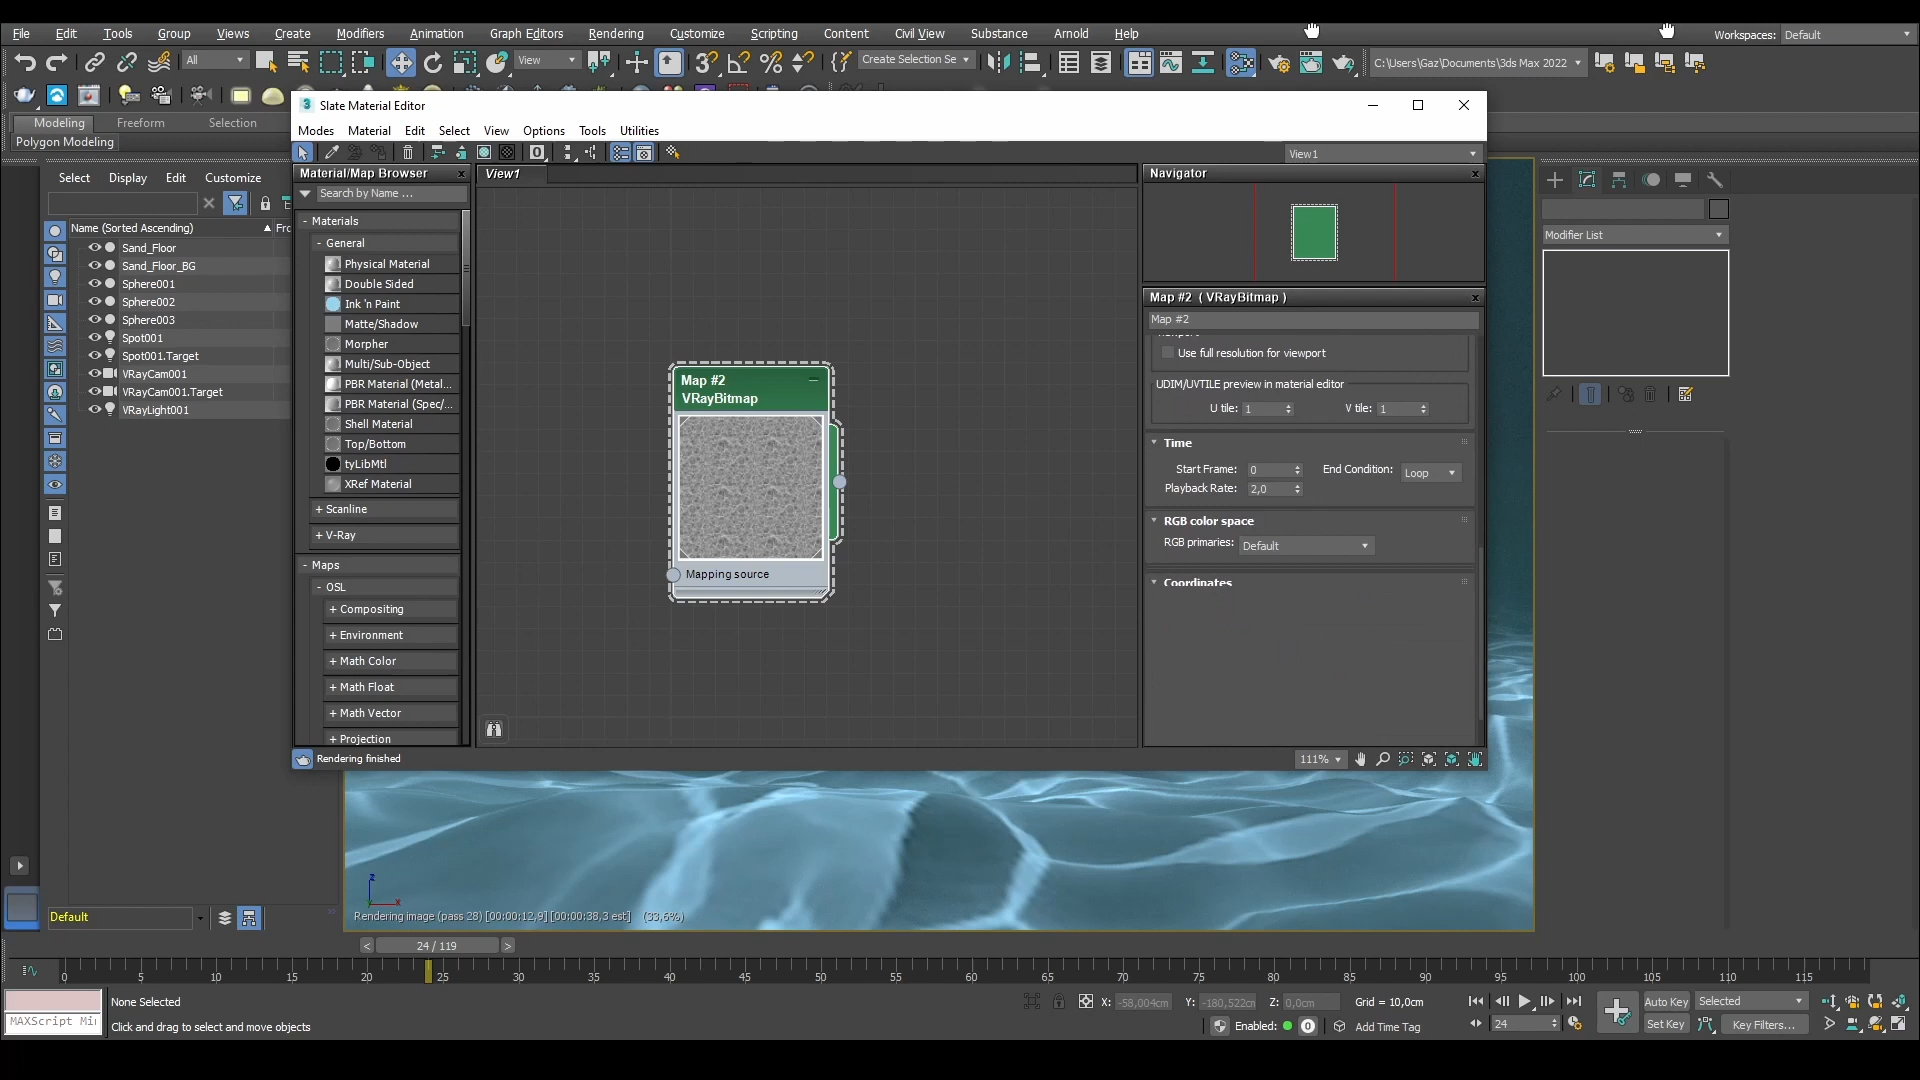 File Edit Tools Group Views Create Modifiers Animation Graph Editors Rendering Customize Scripting Content Civil View Substance Arnold Help Workspaces: Default
All View Create Selection Se C:\Users\Gaz\Documents\3ds Max 2022
Modeling Freeform Selection
Polygon Modeling
3 Slate Material Editor
Modes Material Edit Select View Options Tools Utilities
View1
Material/Map Browser
View1
Navigator
Search by Name ...
- Materials
- General
Physical Material
Double Sided
Ink 'n Paint
Matte/Shadow
Morpher
Multi/Sub-Object
PBR Material (Metal...
PBR Material (Spec/...
Shell Material
Top/Bottom
tyLibMtl
XRef Material
+ Scanline
+ V-Ray
- Maps
- OSL
+ Compositing
+ Environment
+ Math Color
+ Math Float
+ Math Vector
+ Projection
Map #2
VRayBitmap
Mapping source
Map #2 ( VRayBitmap )
Map #2
Use full resolution for viewport
UDIM/UVTILE preview in material editor
U tile: 1 V tile: 1
Time
Start Frame: 0 End Condition: Loop
Playback Rate: 2,0
RGB color space
RGB primaries: Default
Coordinates
Rendering finished
111%
Select Display Edit Customize
Name (Sorted Ascending) ▲ Fro
Sand_Floor
Sand_Floor_BG
Sphere001
Sphere002
Sphere003
Spot001
Spot001.Target
VRayCam001
VRayCam001.Target
VRayLight001
Default
Modifier List
z
x
Rendering image (pass 28) [00:00:12,9] [00:00:38,3 est] (33,6%)
< 24 / 119 >
0 5 10 15 20 25 30 35 40 45 50 55 60 65 70 75 80 85 90 95 100 105 110 115
None Selected
X: -58,004cm Y: -180,522cm Z: 0,0cm Grid = 10,0cm
Auto Key Selected
MAXScript Mi
Click and drag to select and move objects
Enabled: 0 Add Time Tag
24
Set Key Key Filters...